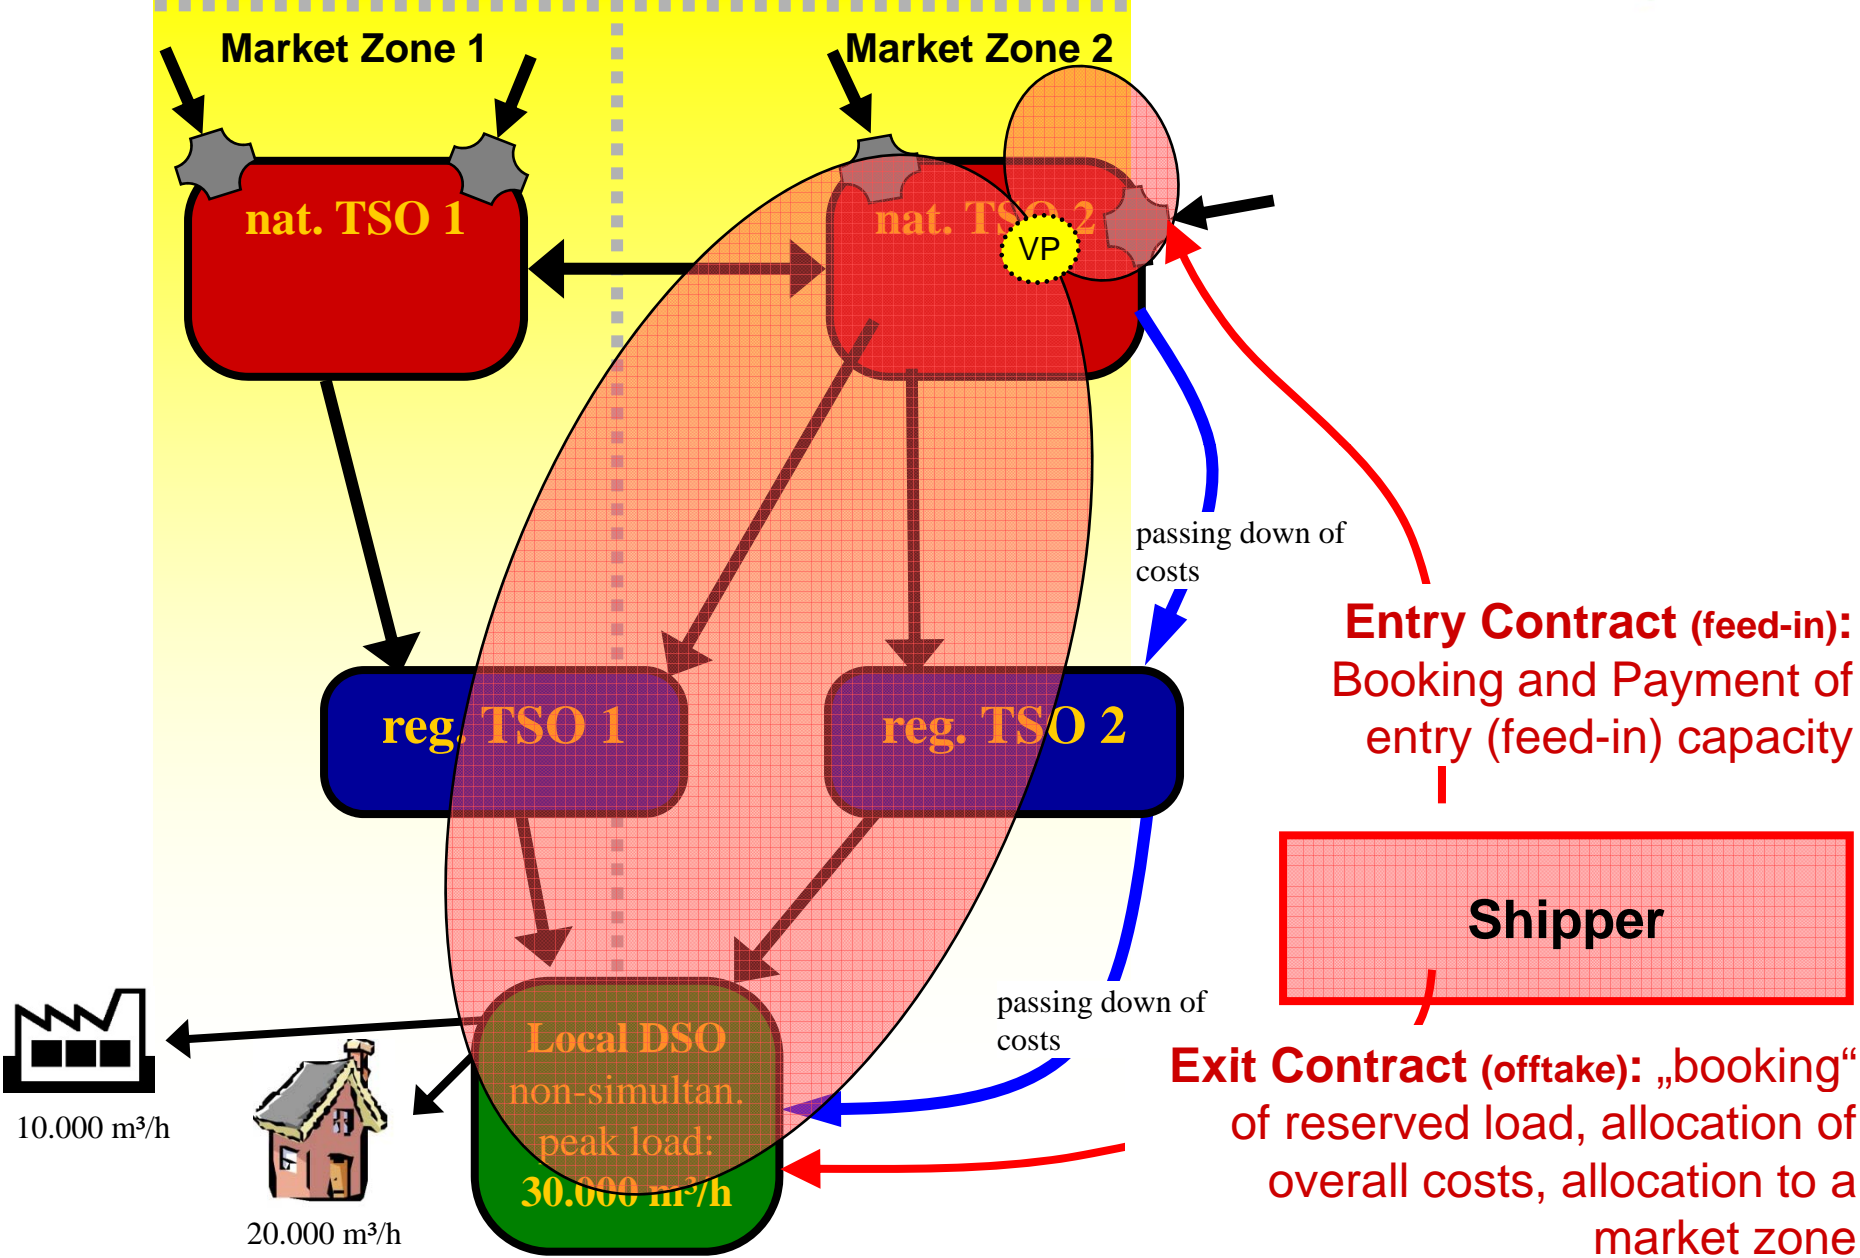 Market Zone 1
Market Zone 2
nat. TSO 1
nat. TSO 2
VP
passing down of
costs
Entry Contract (feed-in):
Booking and Payment of
entry (feed-in) capacity
reg. TSO 1
reg. TSO 2
Shipper
passing down of
costs
Local DSO
non-simultan.
peak load:
30.000 m³/h
10.000 m³/h
20.000 m³/h
Exit Contract (offtake): „booking“
of reserved load, allocation of
overall costs, allocation to a
market zone